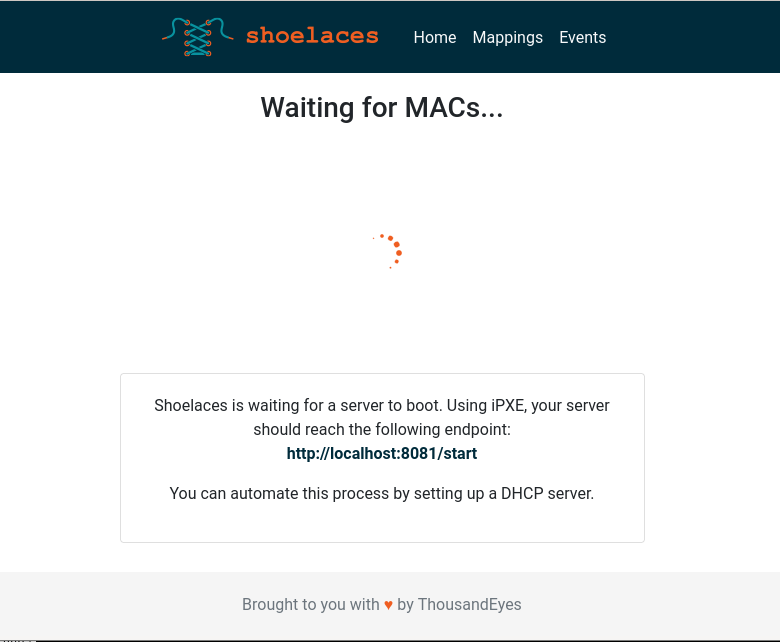 shoelaces Home Mappings Events
Waiting for MACs...
Shoelaces is waiting for a server to boot. Using iPXE, your server
should reach the following endpoint:
http://localhost:8081/start
You can automate this process by setting up a DHCP server.
Brought to you with ♥ by ThousandEyes